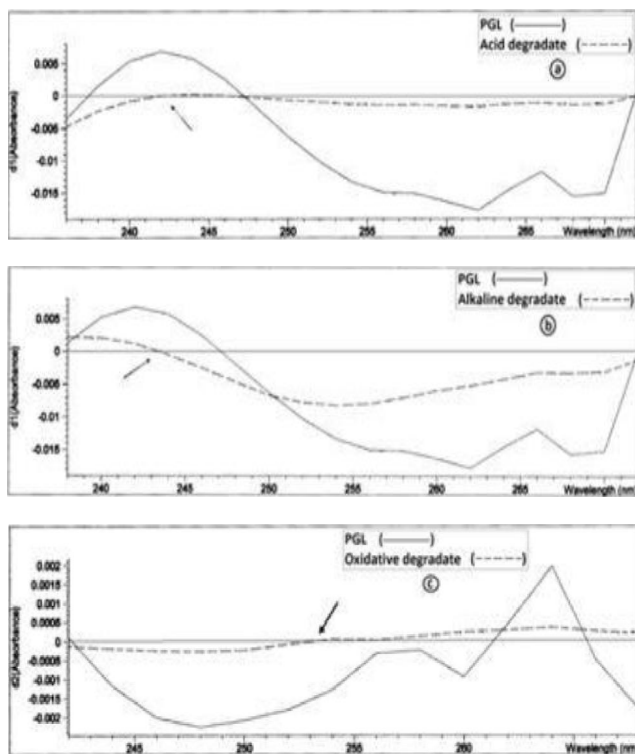 PGL (———)
Acid degradate (-----)
ⓐ
0.005
0
-0.005
-0.01
-0.015
d1(Absorbance)
240 245 250 255 260 265 Wavelength (nm)
PGL (———)
Alkaline degradate (-----)
ⓑ
0.005
0
-0.005
-0.01
-0.015
d1(Absorbance)
240 245 250 255 260 265 Wavelength (nm)
PGL (———)
Oxidative degradate (-----)
ⓒ
0.002
0.0015
0.001
0.0005
0
-0.0005
-0.001
-0.0015
-0.002
d2(Absorbance)
245 250 255 260 Wavelength (nm)